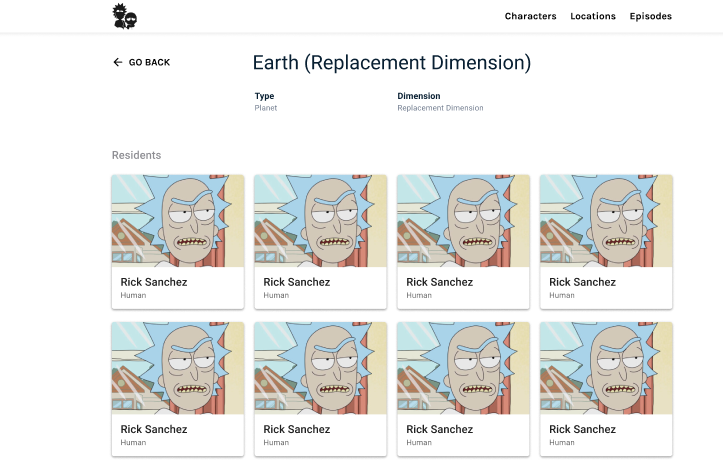 Characters Locations Episodes
GO BACK
Earth (Replacement Dimension)
Type Dimension
Planet Replacement Dimension
Residents
Rick Sanchez Rick Sanchez Rick Sanchez Rick Sanchez
Human Human Human Human
Rick Sanchez Rick Sanchez Rick Sanchez Rick Sanchez
Human Human Human Human